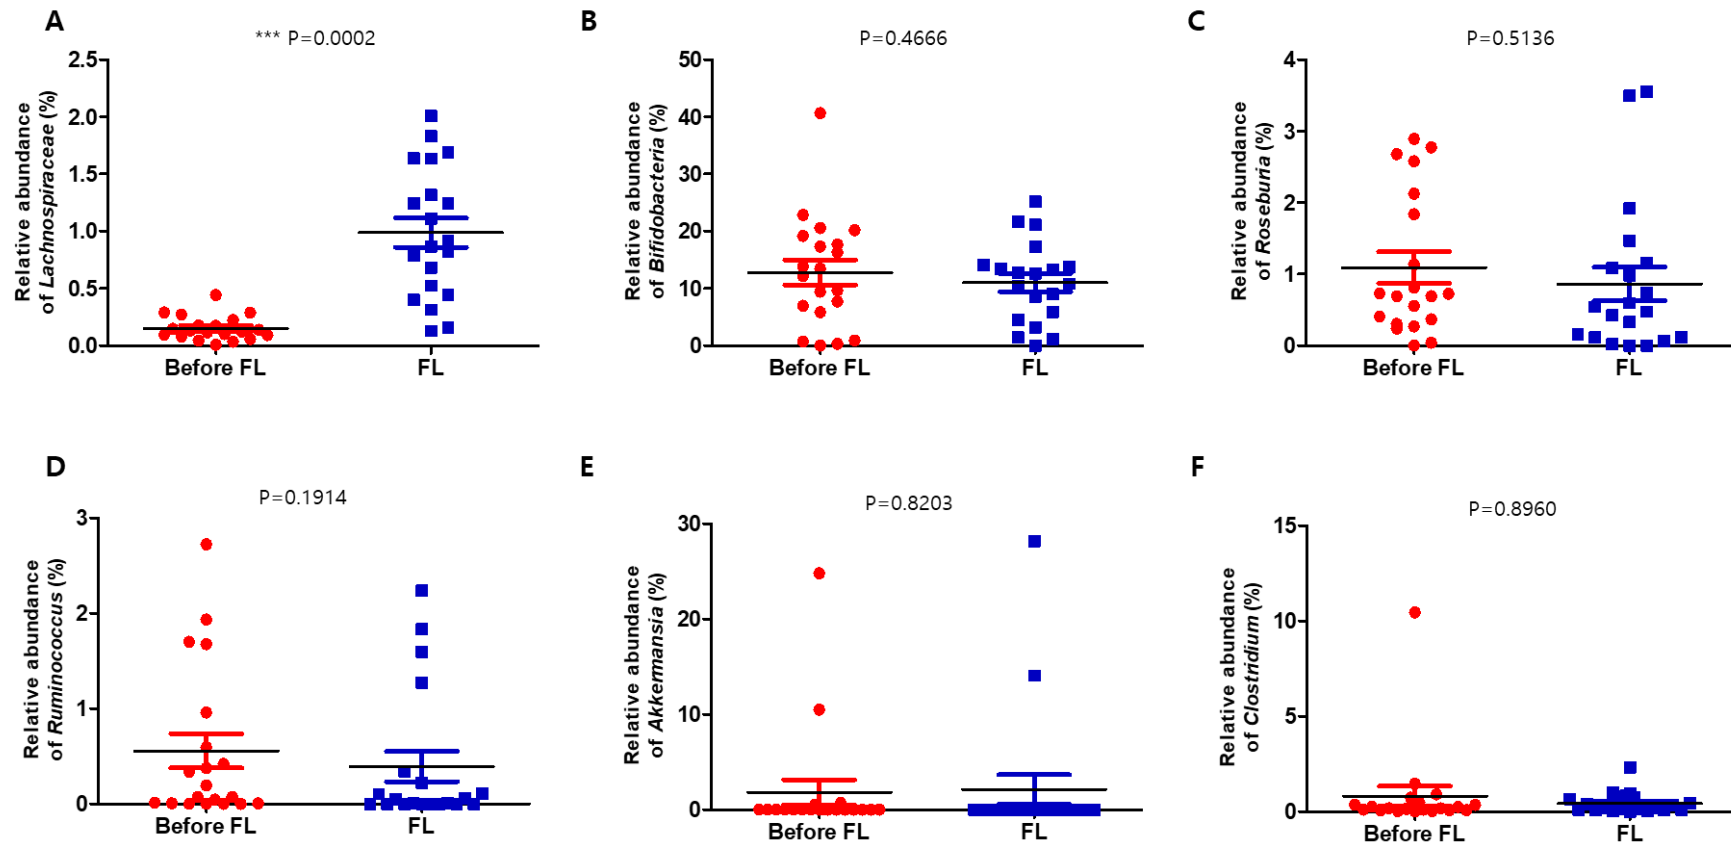 A
*** P=0.0002
Relative abundance
of Lachnospiraceae (%)
2.5
2.0
1.5
1.0
0.5
0.0
Before FL
FL
B
P=0.4666
Relative abundance
of Bifidobacteria (%)
50
40
30
20
10
0
Before FL
FL
C
P=0.5136
Relative abundance
of Roseburia (%)
4
3
2
1
0
Before FL
FL
D
P=0.1914
Relative abundance
of Ruminococcus (%)
3
2
1
0
Before FL
FL
E
P=0.8203
Relative abundance
of Akkermansia (%)
30
20
10
0
Before FL
FL
F
P=0.8960
Relative abundance
of Clostridium (%)
15
10
5
0
Before FL
FL